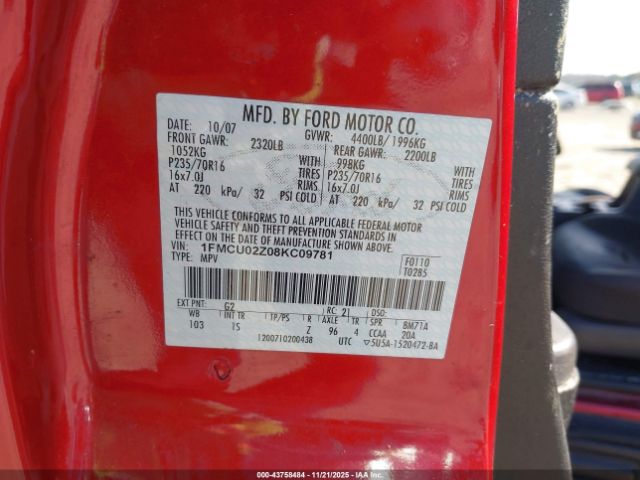 MFD. BY FORD MOTOR CO.
DATE: 10/07 GVWR: 4400LB/ 1996KG
FRONT GAWR: 2320LB REAR GAWR: 2200LB
1052KG WITH 998KG WITH
P235/70R16 TIRES P235/70R16 TIRES
16x7.0J RIMS 16x7.0J RIMS
AT 220 kPa/ 32 PSI COLD AT 220 kPa/ 32 PSI COLD
THIS VEHICLE CONFORMS TO ALL APPLICABLE FEDERAL MOTOR
VEHICLE SAFETY AND THEFT PREVENTION STANDARDS IN
EFFECT ON THE DATE OF MANUFACTURE SHOWN ABOVE.
VIN: 1FMCU02Z08KC09781 F0110
TYPE: MPV T0285
EXT PNT: G2 RC: 21 DSO:
WB INT TR TP/PS R AXLE TR SPR BM71A
103 IS Z 96 4 CCAA 20A
1200710200438 UTC ▽5U5A-1520472-BA
000-43758484 - 11/21/2025 - IAAI.COM